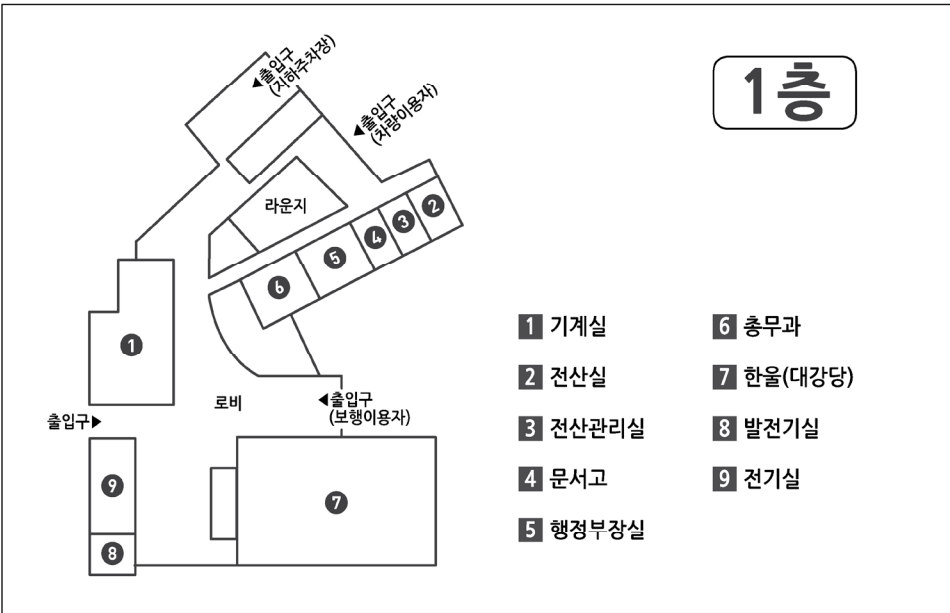 1층
◀출입구
(지하주차장)
◀출입구
(차량이용자)
라운지
2
3
4
5
6
1
출입구▶
로비
◀출입구
(보행이용자)
9
7
8
1 기계실
2 전산실
3 전산관리실
4 문서고
5 행정부장실
6 총무과
7 한울(대강당)
8 발전기실
9 전기실